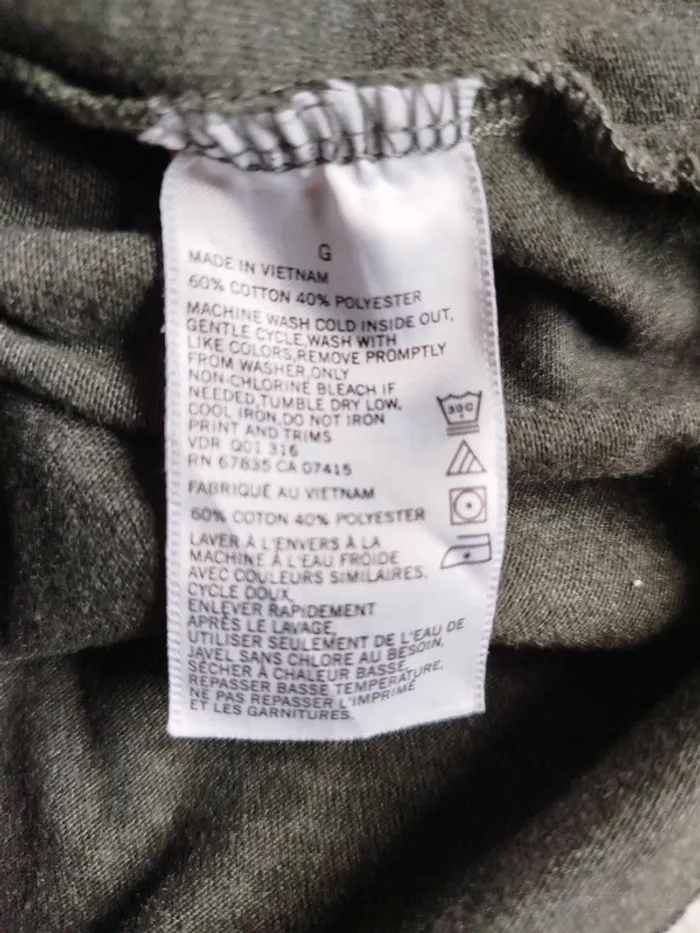 G
MADE IN VIETNAM
60% COTTON 40% POLYESTER
MACHINE WASH COLD INSIDE OUT,
GENTLE CYCLE,WASH WITH
LIKE COLORS,REMOVE PROMPTLY
FROM WASHER,ONLY
NON-CHLORINE BLEACH IF
NEEDED,TUMBLE DRY LOW,
COOL IRON,DO NOT IRON
PRINT AND TRIMS
VDR Q01 316
RN 67835 CA 07415
FABRIQUÉ AU VIETNAM
60% COTON 40% POLYESTER
LAVER À L'ENVERS À LA
MACHINE À L'EAU FROIDE
AVEC COULEURS SIMILAIRES,
CYCLE DOUX,
ENLEVER RAPIDEMENT
APRÈS LE LAVAGE,
UTILISER SEULEMENT DE L'EAU DE
JAVEL SANS CHLORE AU BESOIN,
SÉCHER À CHALEUR BASSE,
REPASSER BASSE TEMPÉRATURE,
NE PAS REPASSER L'IMPRIMÉ
ET LES GARNITURES.
30C